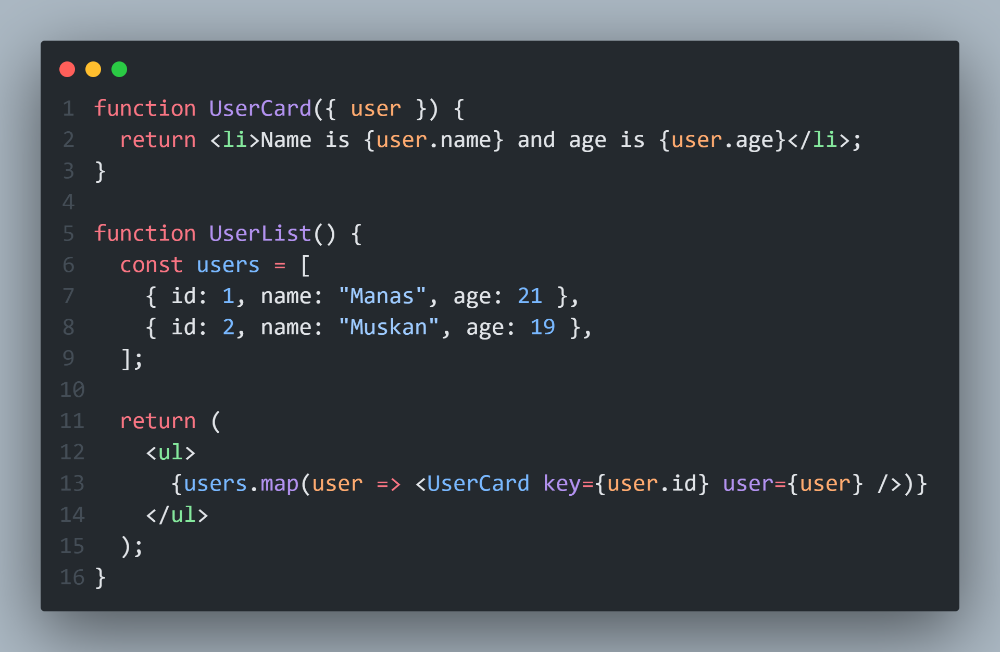 1 function UserCard({ user }) {
2   return <li>Name is {user.name} and age is {user.age}</li>;
3 }
4
5 function UserList() {
6   const users = [
7     { id: 1, name: "Manas", age: 21 },
8     { id: 2, name: "Muskan", age: 19 },
9   ];
10
11   return (
12     <ul>
13       {users.map(user => <UserCard key={user.id} user={user} />)}
14     </ul>
15   );
16 }